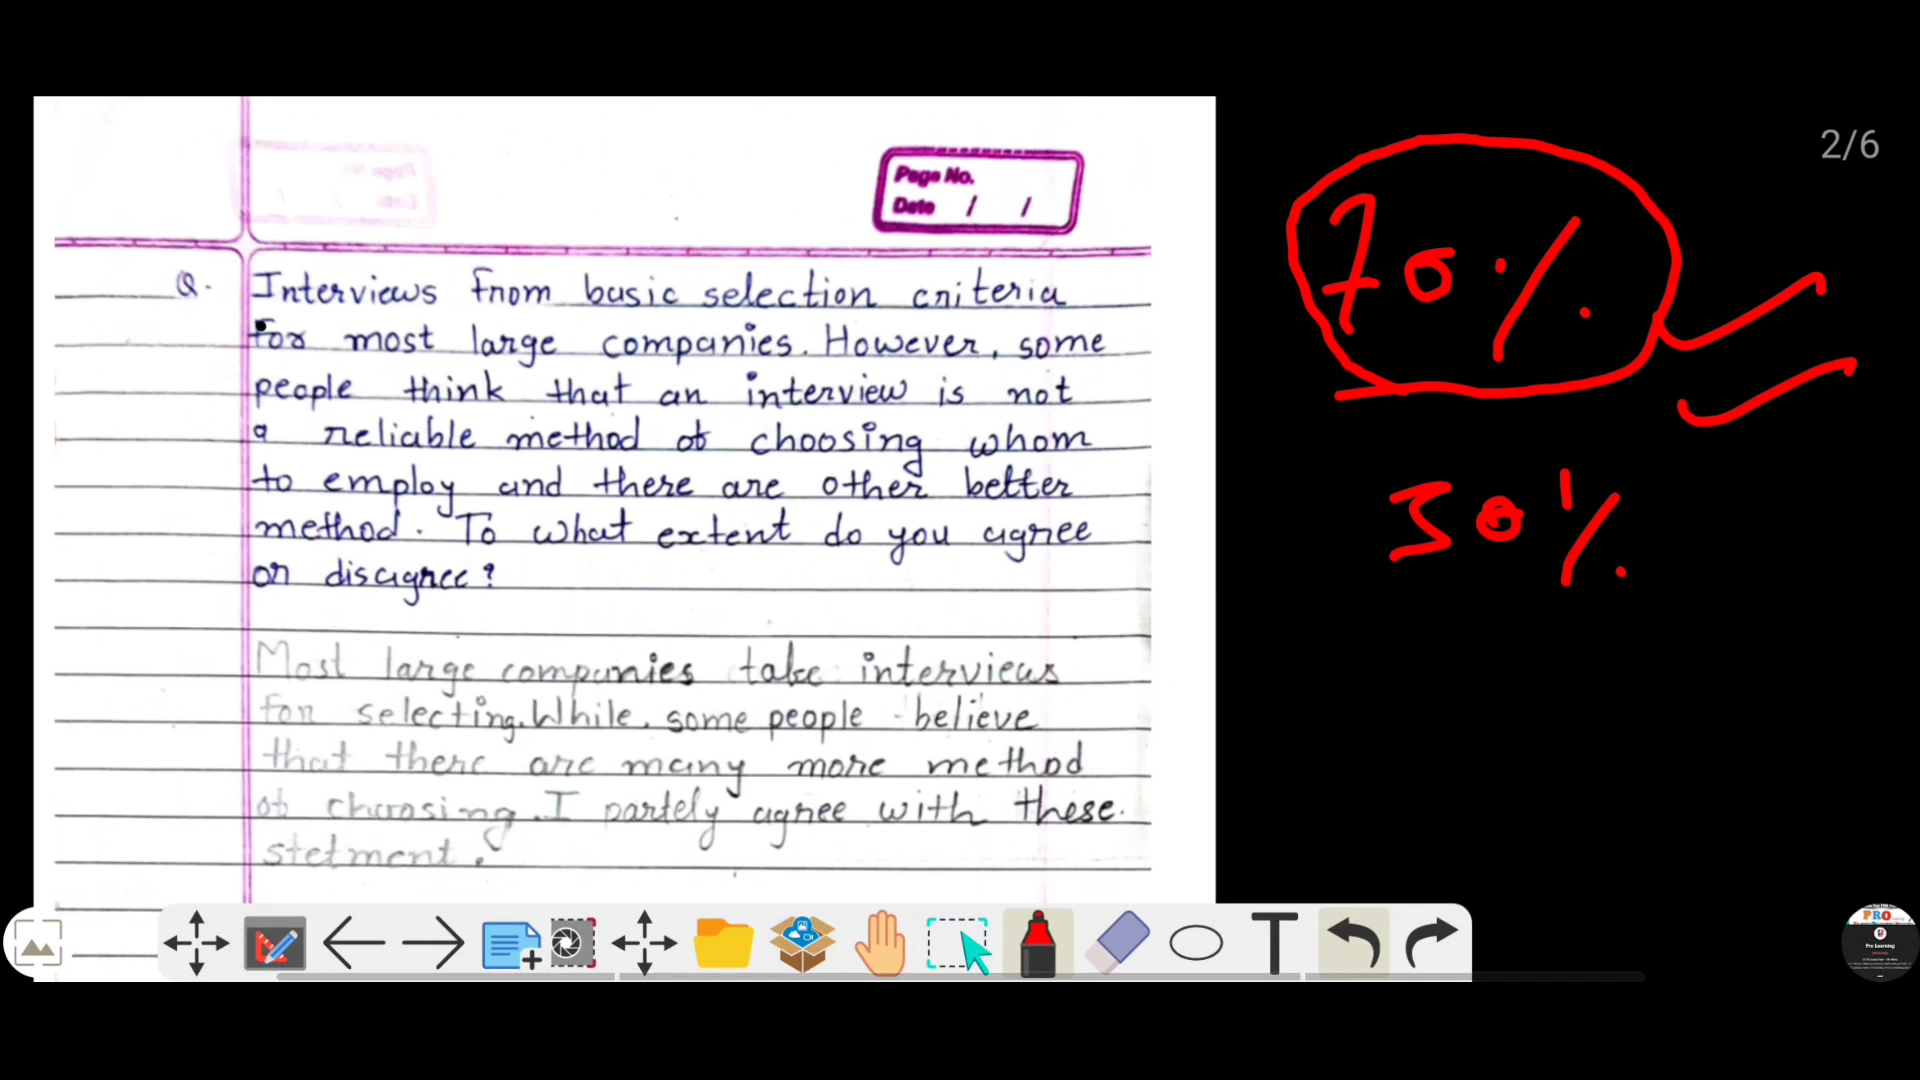 2/6
Page No.
Date / /
70%.
30%.
Q. Interviews from basic selection criteria
for most large companies. However, some
people think that an interview is not
a reliable method of choosing whom
to employ and there are other better
method. To what extent do you agree
or disagree?
Most large companies take interviews
for selecting. While, some people believe
that there are many more method
of choosing. I partely agree with these.
stetment.
T
PRO
Pro Learning